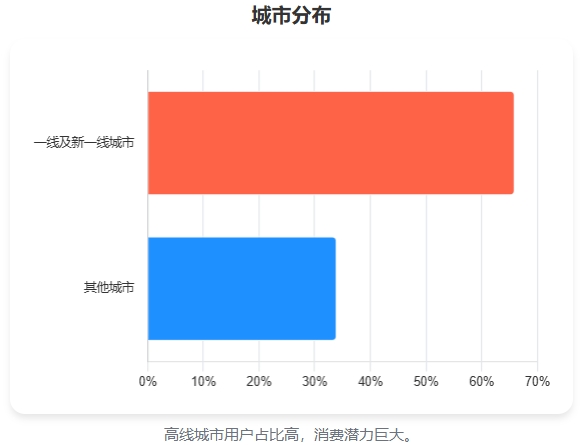 城市分布
一线及新一线城市
其他城市
0% 10% 20% 30% 40% 50% 60% 70%
高线城市用户占比高，消费潜力巨大。